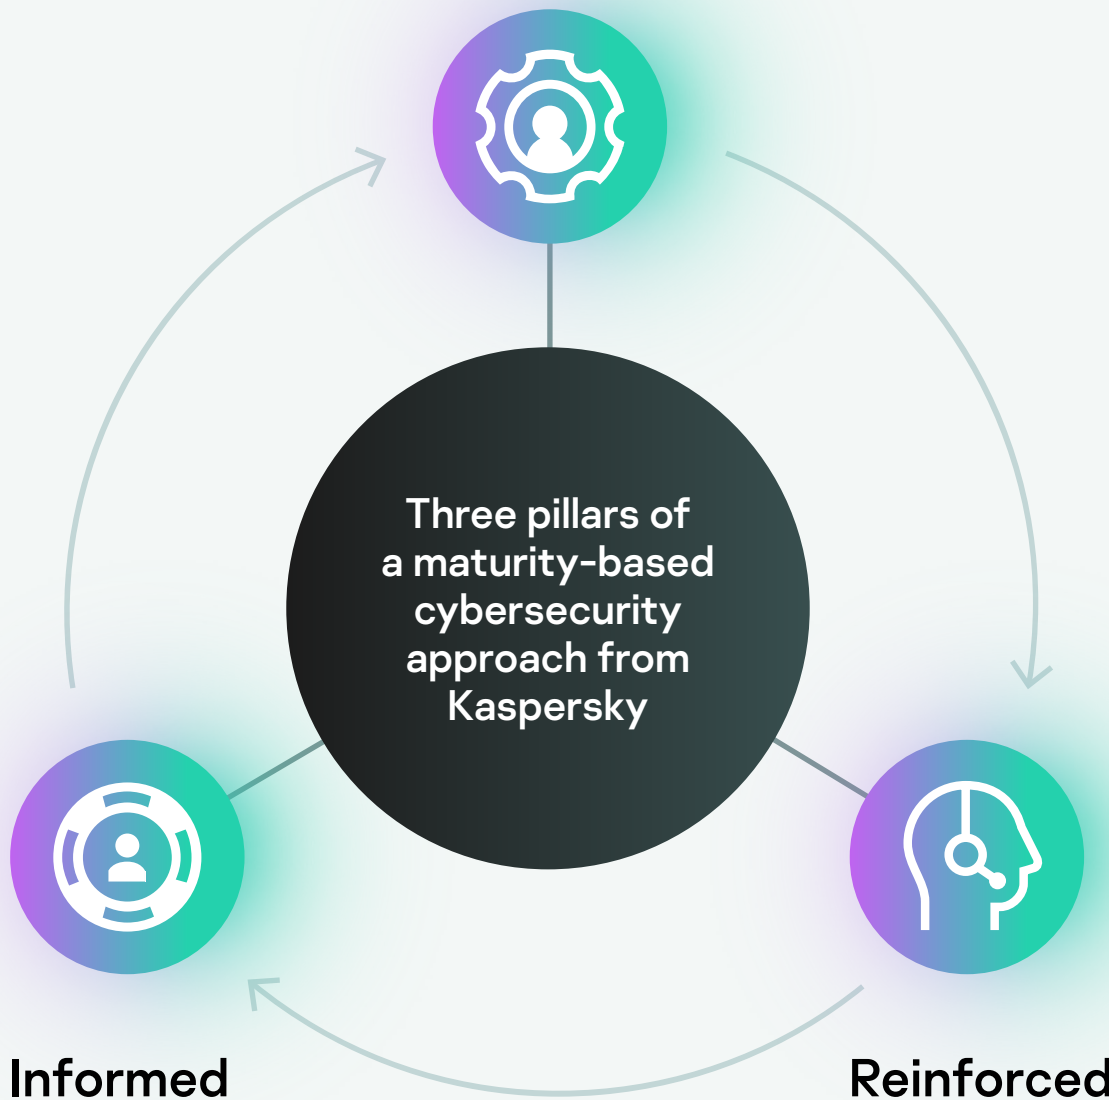 Three pillars of
a maturity-based
cybersecurity
approach from
Kaspersky
Informed
Reinforced